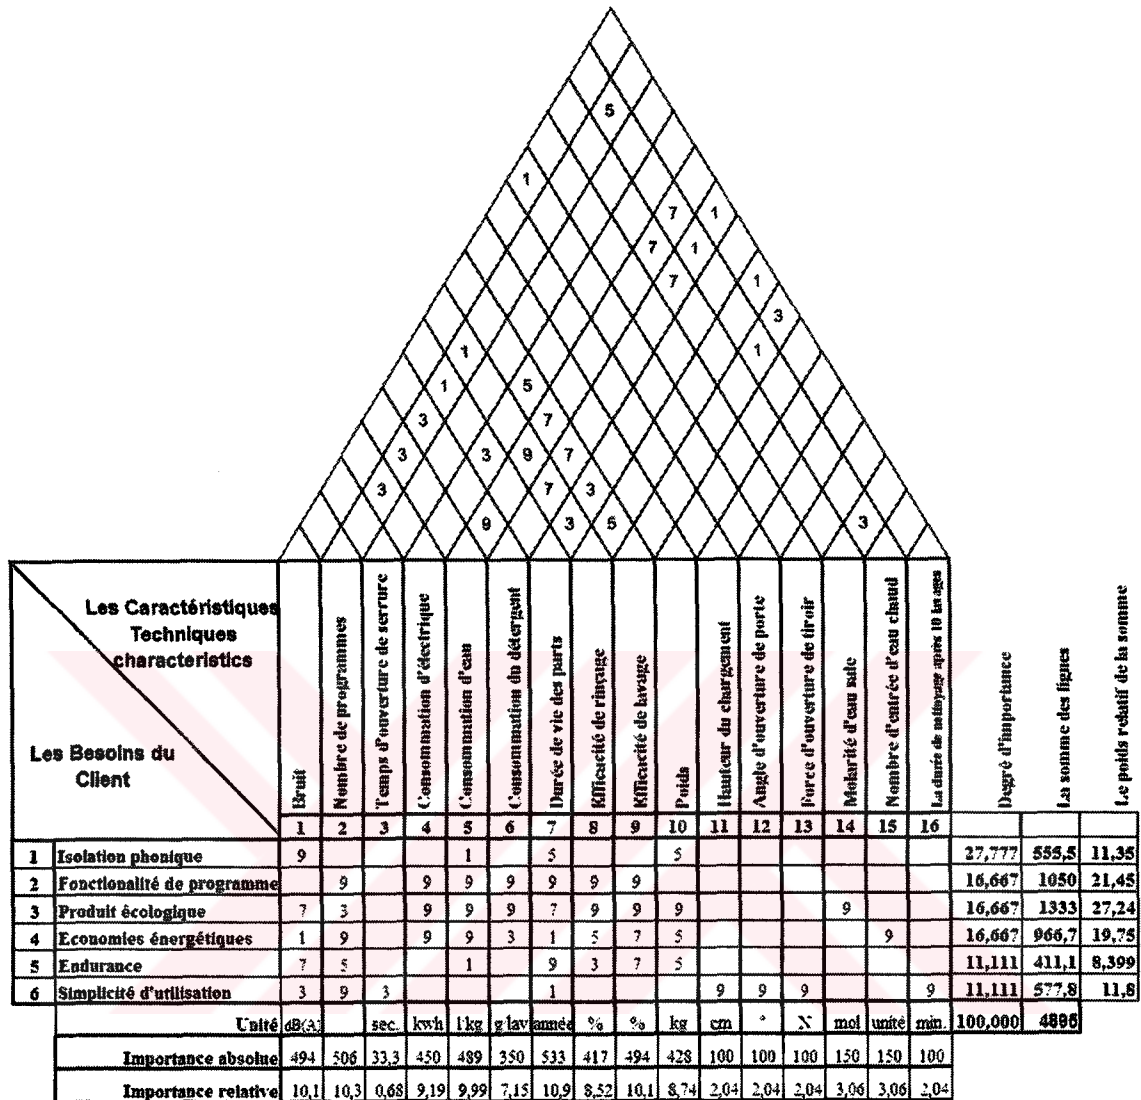 5
1
7 1
7 1
7 1
3
1 1
1 5
3 7
3 3 9 7
3 7 3
9 3 5 3
Les Caractéristiques
Techniques
characteristics
Les Besoins du
Client
Bruit
Nombre de programmes
Temps d'ouverture de serrure
Consommation d'électrique
Consommation d'eau
Consommation du détergent
Durée de vie des parts
Efficacité de rinçage
Efficacité de lavage
Poids
Hauteur du chargement
Angle d'ouverture de porte
Force d'ouverture de tiroir
Molarité d'eau sale
Nombre d'entrée d'eau chaud
La durée de nettoyage après 10 lavages
Degré d'importance
La somme des lignes
Le poids relatif de la somme
1 2 3 4 5 6 7 8 9 10 11 12 13 14 15 16
1 Isolation phonique 9 1 5 5 27,777 555,5 11,35
2 Fonctionalité de programme 9 9 9 9 9 9 9 16,667 1050 21,45
3 Produit écologique 7 3 9 9 9 7 9 9 9 9 16,667 1333 27,24
4 Economies énergétiques 1 9 9 9 3 1 5 7 5 9 16,667 966,7 19,75
5 Endurance 7 5 1 9 3 7 5 11,111 411,1 8,399
6 Simplicité d'utilisation 3 9 3 1 9 9 9 9 11,111 577,8 11,8
Unité dB(A) sec. kwh l/kg g/lav année % % kg cm ° N mol unité min. 100,000 4895
Importance absolue 494 506 33,3 450 489 350 533 417 494 428 100 100 100 150 150 100
Importance relative 10,1 10,3 0,68 9,19 9,99 7,15 10,9 8,52 10,1 8,74 2,04 2,04 2,04 3,06 3,06 2,04